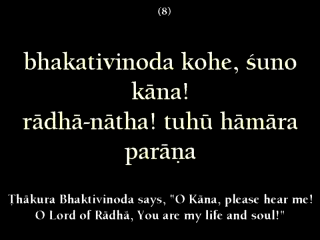 (8)
bhakativinoda kohe, śuno
kāna!
rādhā-nātha! tuhū hāmāra
parāṇa
Ṭhākura Bhaktivinoda says, "O Kāna, please hear me!
O Lord of Rādhā, You are my life and soul!"